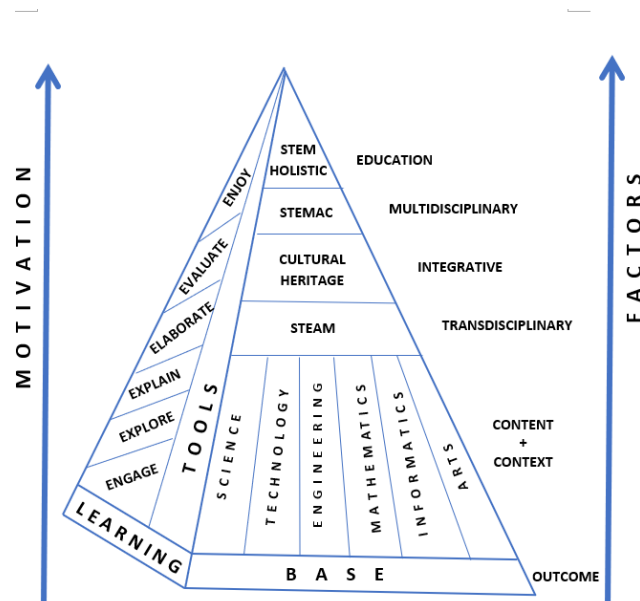 MOTIVATION
FACTORS
STEM
HOLISTIC
EDUCATION
STEMAC
MULTIDISCIPLINARY
CULTURAL
HERITAGE
INTEGRATIVE
STEAM
TRANSDISCIPLINARY
ENJOY
EVALUATE
ELABORATE
EXPLAIN
EXPLORE
ENGAGE
TOOLS
SCIENCE
TECHNOLOGY
ENGINEERING
MATHEMATICS
INFORMATICS
ARTS
CONTENT
+
CONTEXT
LEARNING
BASE
OUTCOME